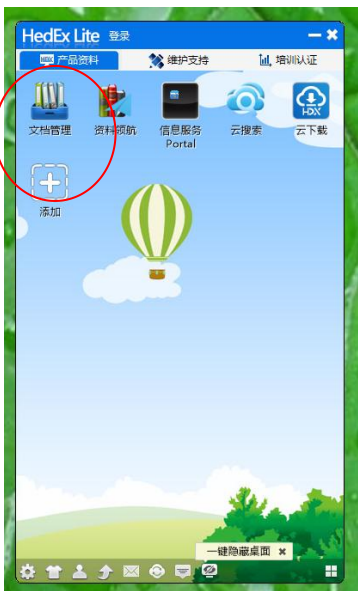 HedEx Lite 登录
产品资料 维护支持 培训认证
HDX
文档管理 资料领航 信息服务 云搜索 云下载
Portal
添加
一键隐藏桌面